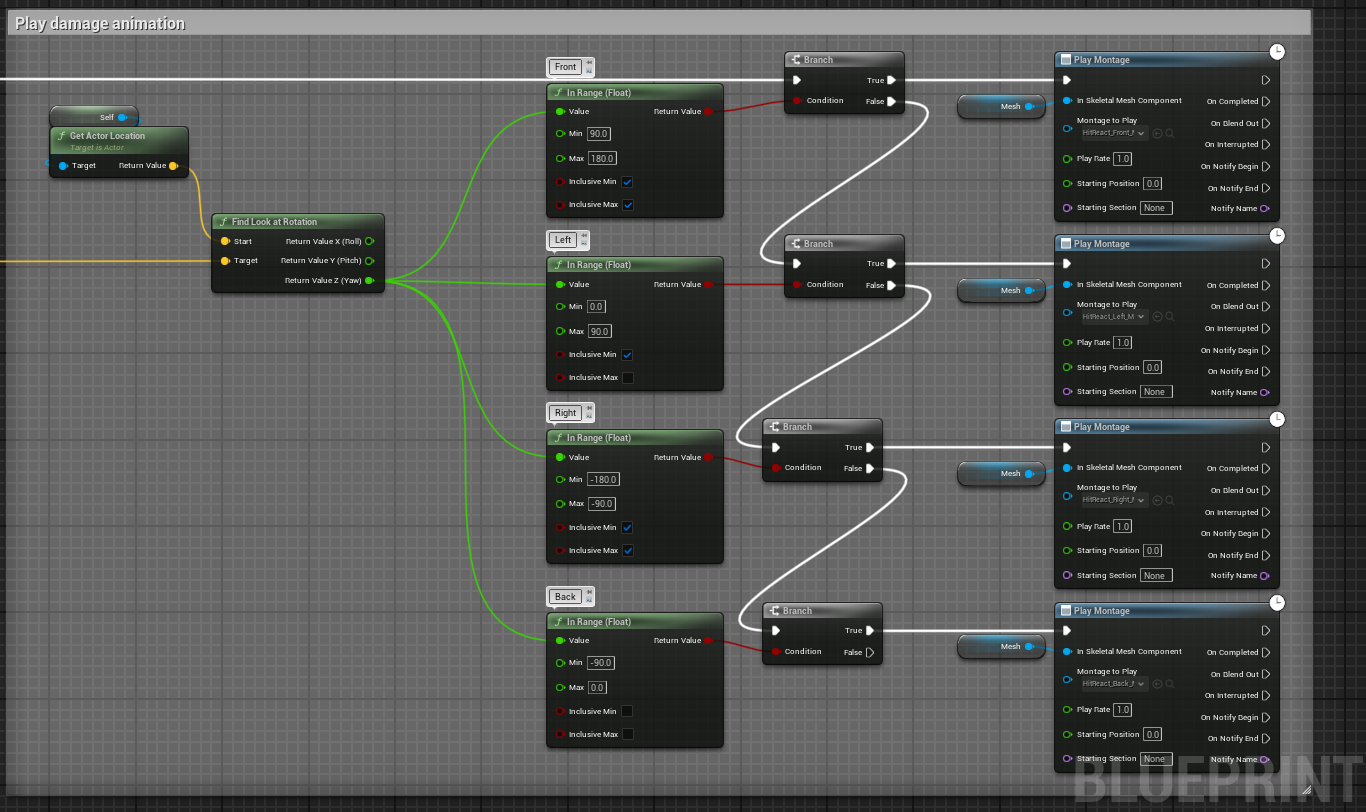 Play damage animation
Self
Get Actor Location
Target is Actor
Target Return Value
Find Look at Rotation
Start Return Value X (Roll)
Target Return Value Y (Pitch)
Return Value Z (Yaw)
Front
In Range (Float)
Value Return Value
Min 90.0
Max 180.0
Inclusive Min
Inclusive Max
Branch
True
Condition False
Mesh
Play Montage
In Skeletal Mesh Component On Completed
Montage to Play On Blend Out
HitReact_Front_
On Interrupted
Play Rate 1.0
On Notify Begin
Starting Position 0.0 On Notify End
Starting Section None Notify Name
Left
In Range (Float)
Value Return Value
Min 0.0
Max 90.0
Inclusive Min
Inclusive Max
Branch
True
Condition False
Mesh
Play Montage
In Skeletal Mesh Component On Completed
Montage to Play On Blend Out
HitReact_Left_M
On Interrupted
Play Rate 1.0
On Notify Begin
Starting Position 0.0 On Notify End
Starting Section None Notify Name
Right
In Range (Float)
Value Return Value
Min -180.0
Max -90.0
Inclusive Min
Inclusive Max
Branch
True
Condition False
Mesh
Play Montage
In Skeletal Mesh Component On Completed
Montage to Play On Blend Out
HitReact_Right_
On Interrupted
Play Rate 1.0
On Notify Begin
Starting Position 0.0 On Notify End
Starting Section None Notify Name
Back
In Range (Float)
Value Return Value
Min -90.0
Max 0.0
Inclusive Min
Inclusive Max
Branch
True
Condition False
Mesh
Play Montage
In Skeletal Mesh Component On Completed
Montage to Play On Blend Out
HitReact_Back_
On Interrupted
Play Rate 1.0
On Notify Begin
Starting Position 0.0 On Notify End
Starting Section None Notify Name
BLUEPRINT